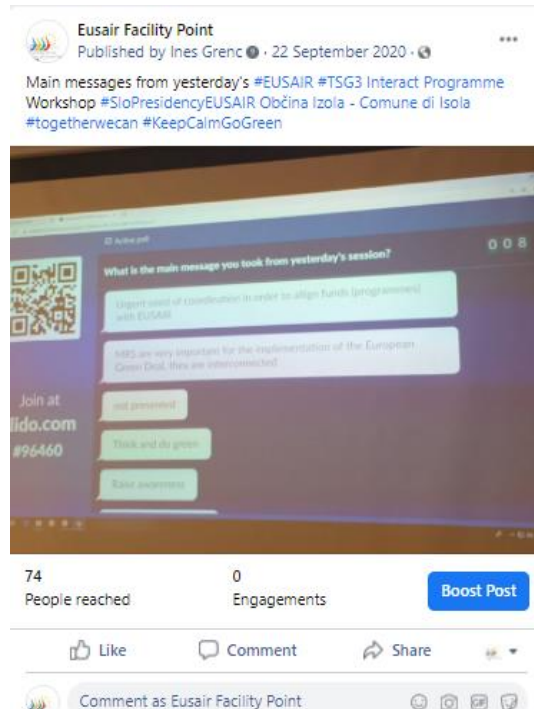 Eusair Facility Point
Published by Ines Grenc · 22 September 2020 ·
Main messages from yesterday's #EUSAIR #TSG3 Interact Programme
Workshop #SloPresidencyEUSAIR Občina Izola - Comune di Isola
#togetherwecan #KeepCalmGoGreen
Active poll
What is the main message you took from yesterday's session?
008
Urgent need of coordination in order to align funds (programmes)
with EUSAIR
MRS are very important for the implementation of the European
Green Deal, they are interconnected
not presented
Think and do green
Raise awareness
Join at
lido.com
#96460
74
People reached
0
Engagements
Boost Post
Like
Comment
Share
Comment as Eusair Facility Point
GIF